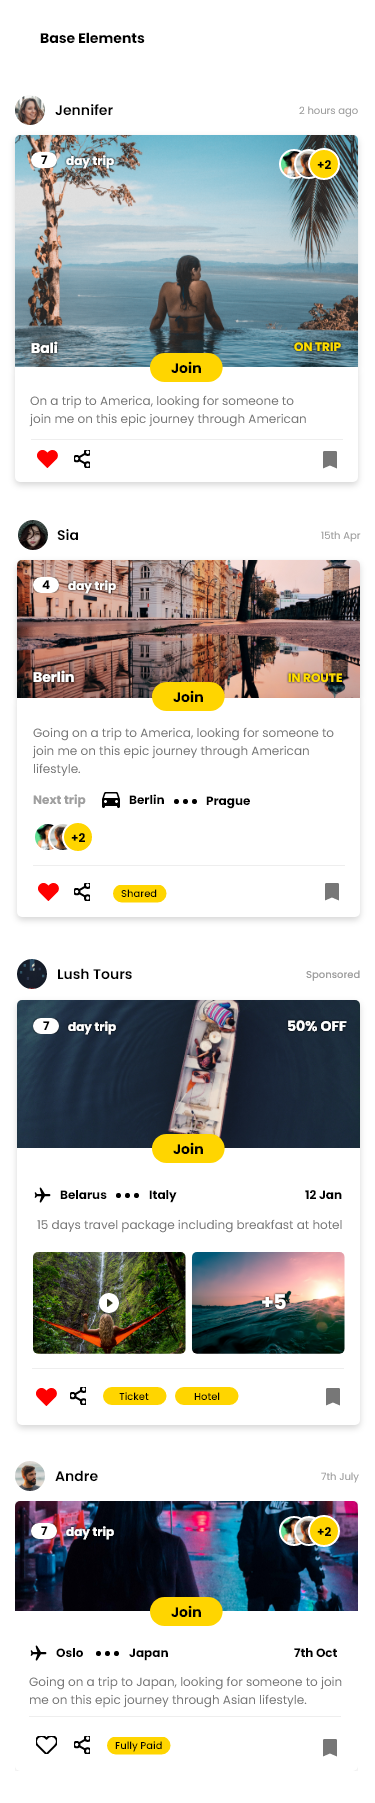 Base Elements
Jennifer
2 hours ago
7 day trip
+2
Bali
ON TRIP
Join
On a trip to America, looking for someone to
join me on this epic journey through American
Sia
15th Apr
4 day trip
Berlin
IN ROUTE
Join
Going on a trip to America, looking for someone to
join me on this epic journey through American
lifestyle.
Next trip Berlin Prague
+2
Shared
Lush Tours
Sponsored
7 day trip
50% OFF
Join
Belarus Italy
12 Jan
15 days travel package including breakfast at hotel
+5
Ticket
Hotel
Andre
7th July
7 day trip
+2
NIKE
Join
Oslo Japan
7th Oct
Going on a trip to Japan, looking for someone to join
me on this epic journey through Asian lifestyle.
Fully Paid